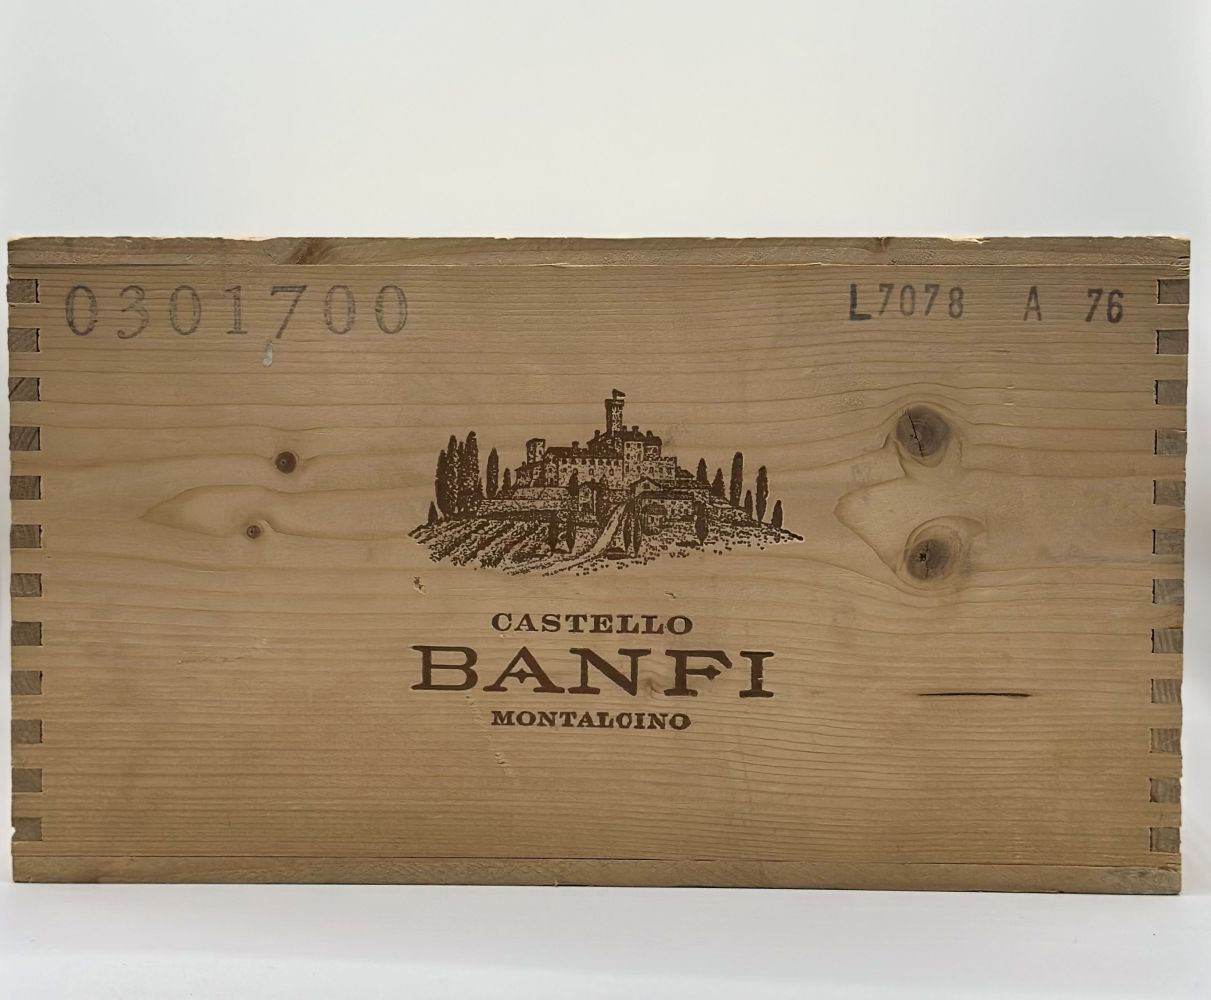 0301700
L7078 A 76
CASTELLO
BANFI
MONTALCINO